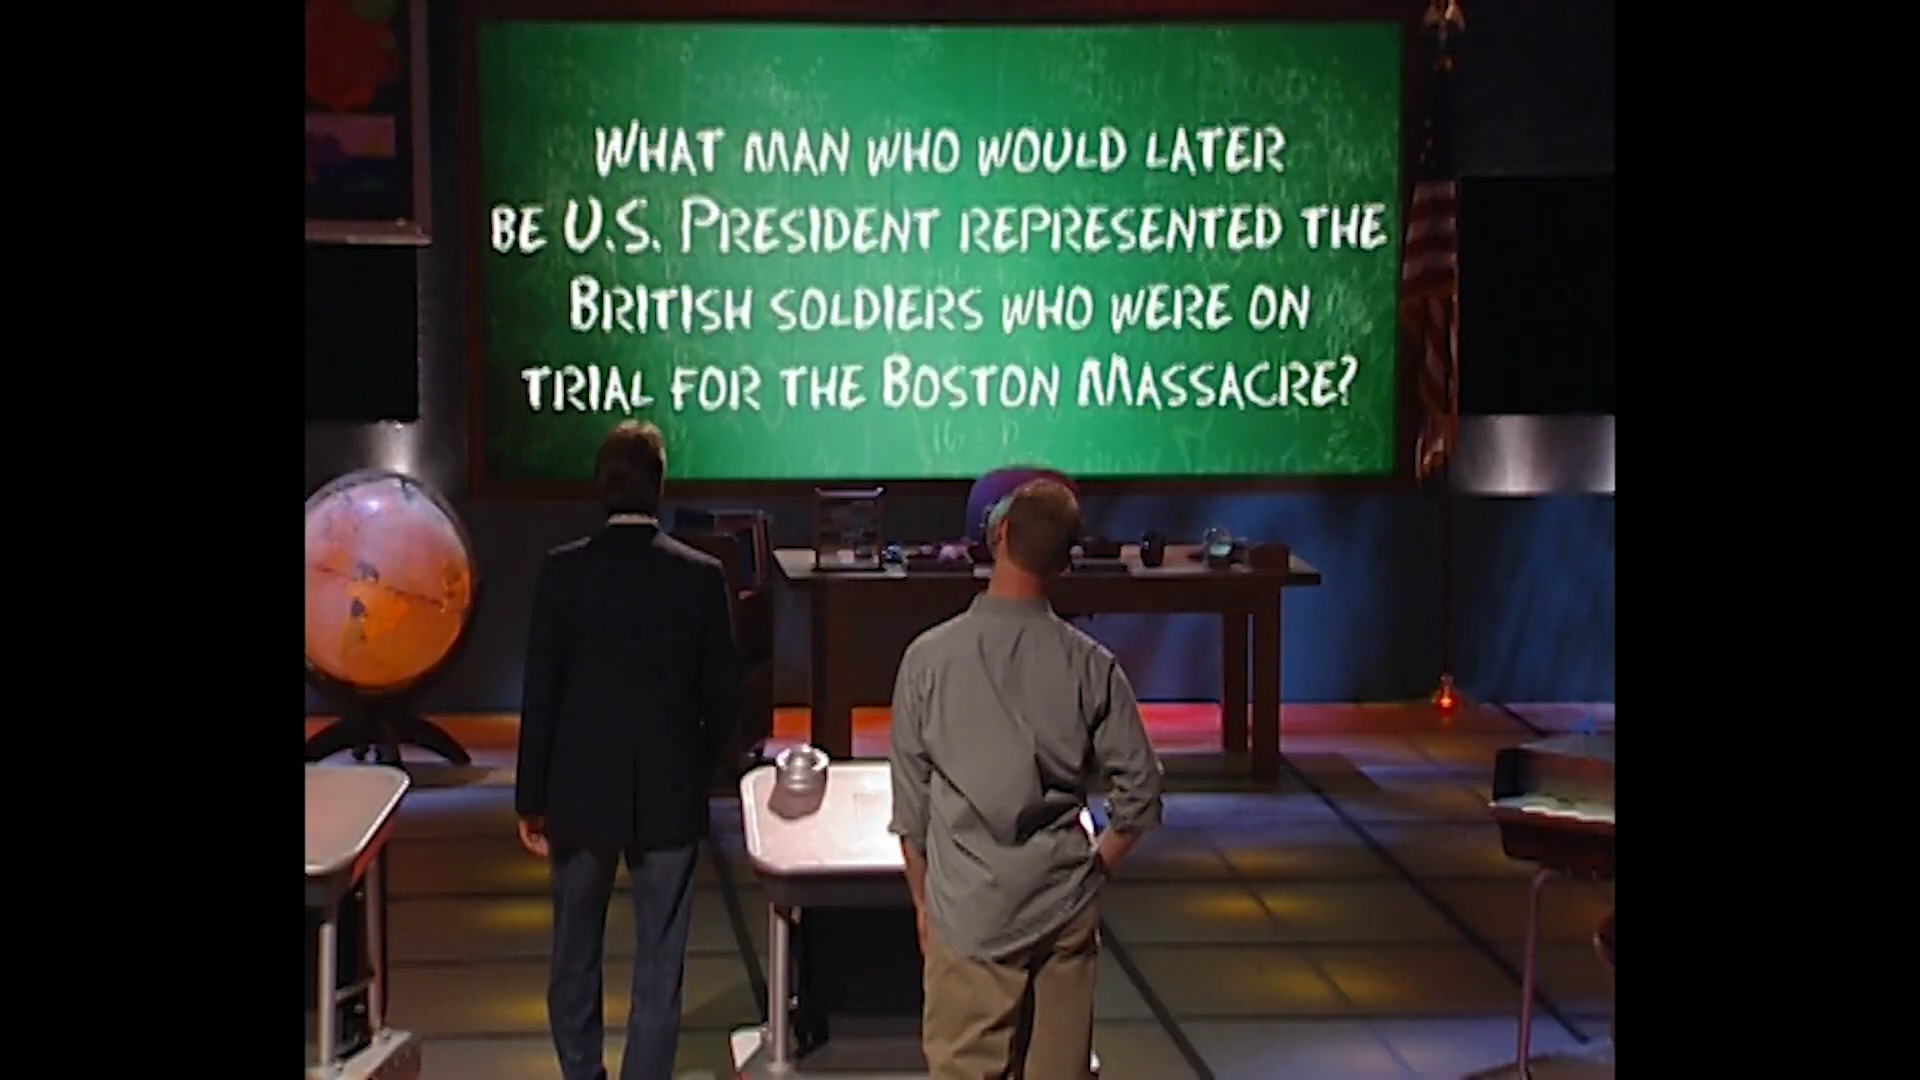 WHAT MAN WHO WOULD LATER
BE U.S. PRESIDENT REPRESENTED THE
BRITISH SOLDIERS WHO WERE ON
TRIAL FOR THE BOSTON MASSACRE?